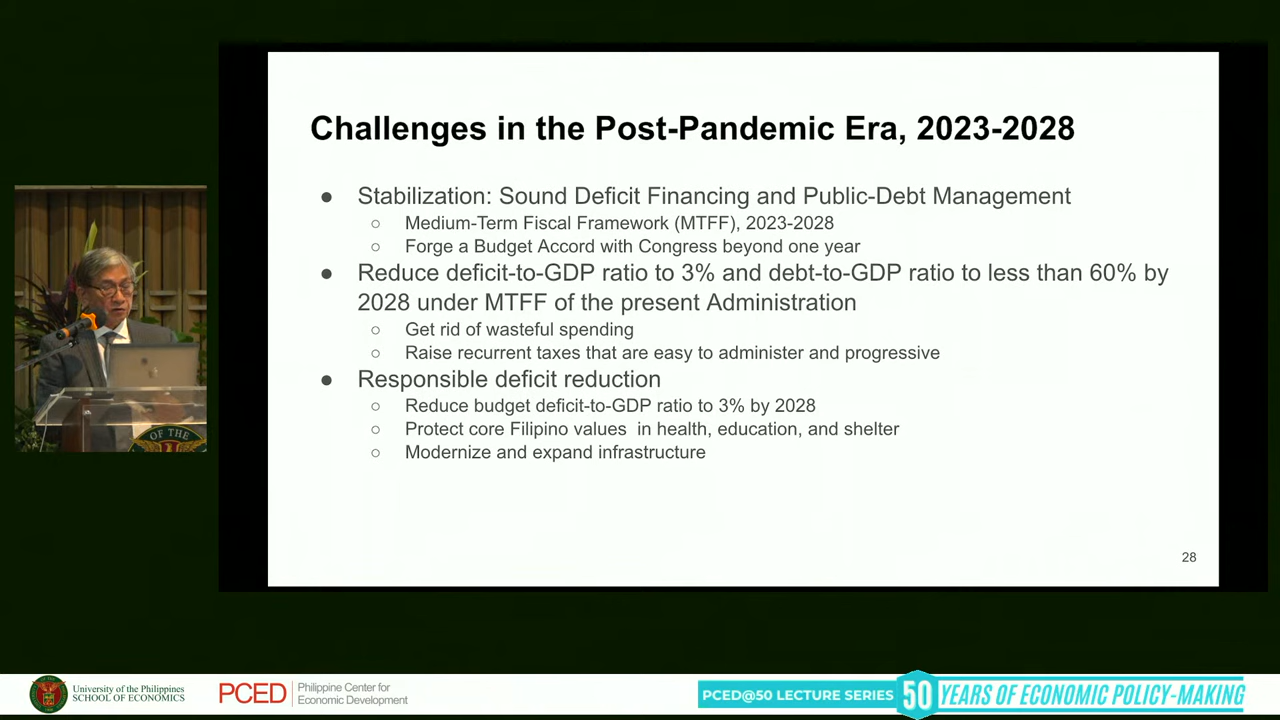 Challenges in the Post-Pandemic Era, 2023-2028
● Stabilization: Sound Deficit Financing and Public-Debt Management
○ Medium-Term Fiscal Framework (MTFF), 2023-2028
○ Forge a Budget Accord with Congress beyond one year
● Reduce deficit-to-GDP ratio to 3% and debt-to-GDP ratio to less than 60% by
2028 under MTFF of the present Administration
○ Get rid of wasteful spending
○ Raise recurrent taxes that are easy to administer and progressive
● Responsible deficit reduction
○ Reduce budget deficit-to-GDP ratio to 3% by 2028
○ Protect core Filipino values  in health, education, and shelter
○ Modernize and expand infrastructure
28
OF THE
University of the Philippines
SCHOOL OF ECONOMICS
PCED
Philippine Center for
Economic Development
PCED@50 LECTURE SERIES
50 YEARS OF ECONOMIC POLICY-MAKING